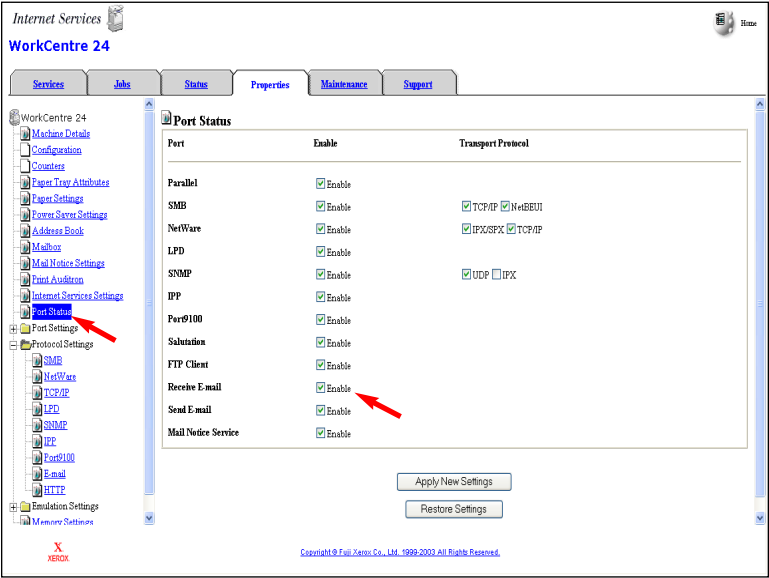 Internet Services
Home
WorkCentre 24
Services Jobs Status Properties Maintenance Support
WorkCentre 24
Machine Details
Configuration
Counters
Paper Tray Attributes
Paper Settings
Power Saver Settings
Address Book
Mailbox
Mail Notice Settings
Print Auditron
Internet Services Settings
Port Status
Port Settings
Protocol Settings
SMB
NetWare
TCP/IP
LPD
SNMP
IPP
Port9100
E-mail
HTTP
Emulation Settings
Memory Settings
Port Status
Port Enable Transport Protocol
Parallel Enable
SMB Enable TCP/IP NetBEUI
NetWare Enable IPX/SPX TCP/IP
LPD Enable
SNMP Enable UDP IPX
IPP Enable
Port9100 Enable
Salutation Enable
FTP Client Enable
Receive E-mail Enable
Send E-mail Enable
Mail Notice Service Enable
Apply New Settings
Restore Settings
X
XEROX
Copyright © Fuji Xerox Co., Ltd. 1999-2003 All Rights Reserved.